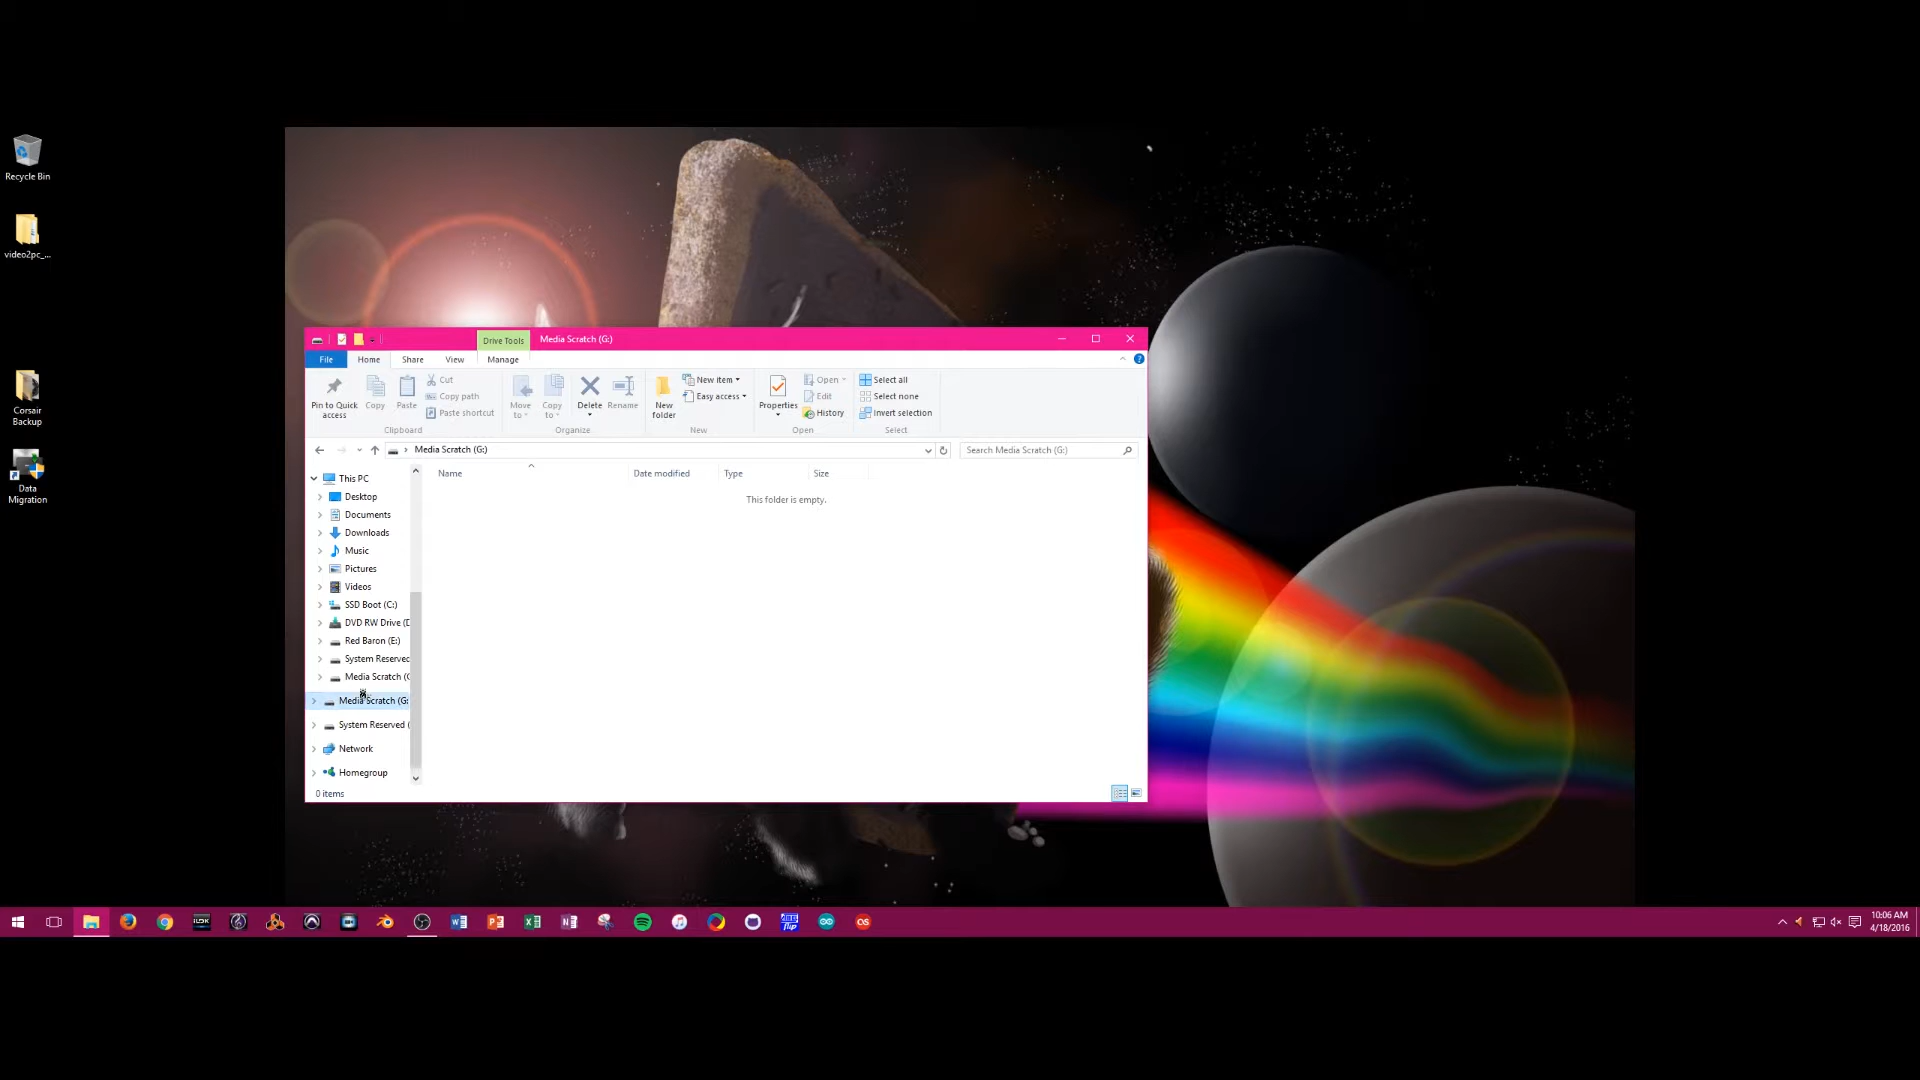 Recycle Bin
video2pc_...
Corsair
Backup
Data
Migration
Drive Tools
Media Scratch (G:)
File
Home
Share
View
Manage
Pin to Quick
access
Copy
Paste
Cut
Copy path
Paste shortcut
Clipboard
Move
to
Copy
to
Delete
Rename
Organize
New
folder
New item
Easy access
New
Properties
Open
Edit
History
Open
Select all
Select none
Invert selection
Select
Media Scratch (G:)
Search Media Scratch (G:)
Name
Date modified
Type
Size
This folder is empty.
This PC
Desktop
Documents
Downloads
Music
Pictures
Videos
SSD Boot (C:)
DVD RW Drive (D
Red Baron (E:)
System Reserved
Media Scratch (G
Media Scratch (G:
System Reserved (
Network
Homegroup
0 items
10:06 AM
4/18/2016